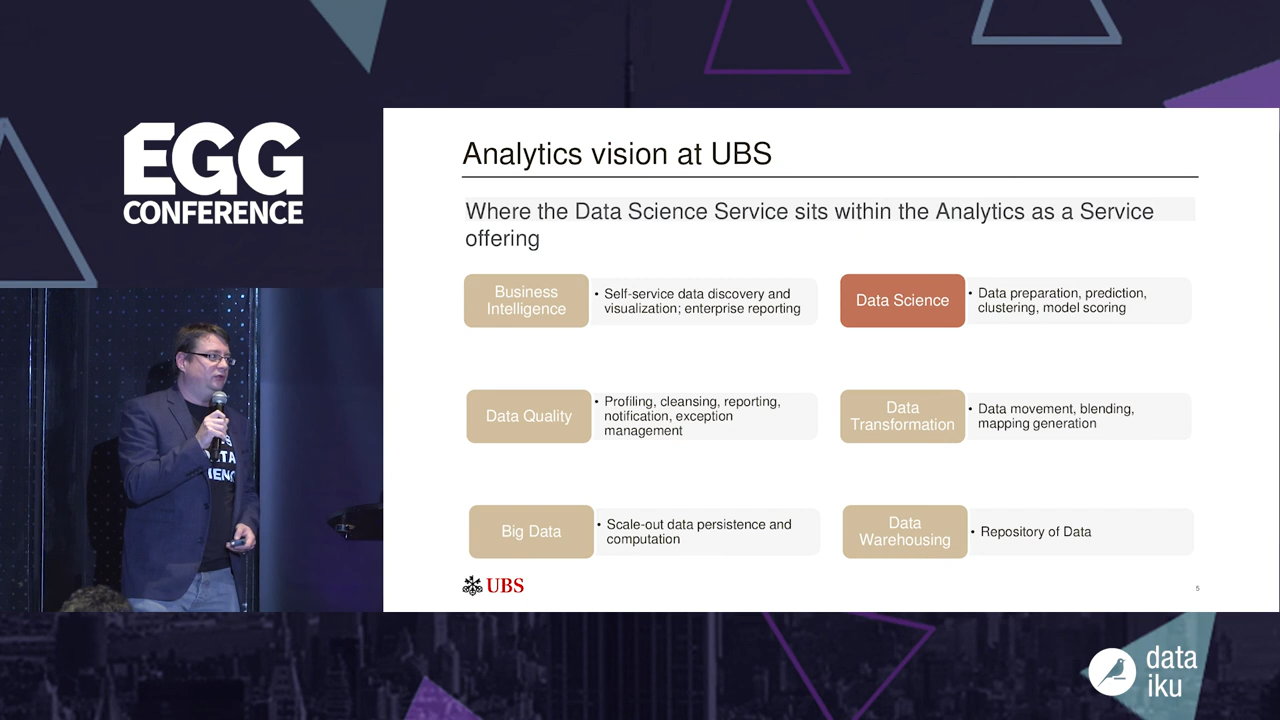 EGG
CONFERENCE
Analytics vision at UBS
Where the Data Science Service sits within the Analytics as a Service
offering
Business
Intelligence
• Self-service data discovery and
visualization; enterprise reporting
Data Science
• Data preparation, prediction,
clustering, model scoring
Data Quality
• Profiling, cleansing, reporting,
notification, exception
management
Data
Transformation
• Data movement, blending,
mapping generation
Big Data
• Scale-out data persistence and
computation
Data
Warehousing
• Repository of Data
UBS
5
data
iku